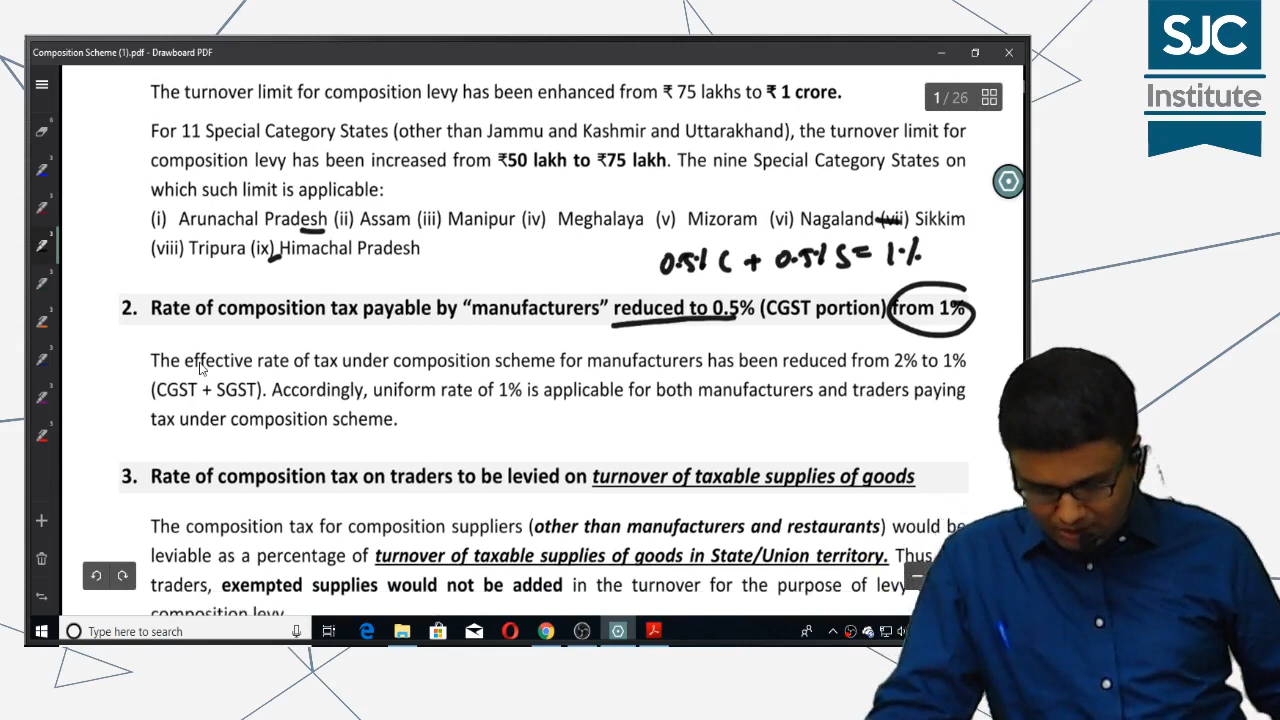 SJC
Institute
Composition Scheme (1).pdf - Drawboard PDF
The turnover limit for composition levy has been enhanced from ₹ 75 lakhs to ₹ 1 crore.
1 / 26
For 11 Special Category States (other than Jammu and Kashmir and Uttarakhand), the turnover limit for
composition levy has been increased from ₹50 lakh to ₹75 lakh. The nine Special Category States on
which such limit is applicable:
(i) Arunachal Pradesh (ii) Assam (iii) Manipur (iv) Meghalaya (v) Mizoram (vi) Nagaland (vii) Sikkim
(viii) Tripura (ix) Himachal Pradesh
0.5% C + 0.5% S = 1%
2. Rate of composition tax payable by “manufacturers” reduced to 0.5% (CGST portion) from 1%
The effective rate of tax under composition scheme for manufacturers has been reduced from 2% to 1%
(CGST + SGST). Accordingly, uniform rate of 1% is applicable for both manufacturers and traders paying
tax under composition scheme.
3. Rate of composition tax on traders to be levied on turnover of taxable supplies of goods
The composition tax for composition suppliers (other than manufacturers and restaurants) would be
leviable as a percentage of turnover of taxable supplies of goods in State/Union territory. Thus
traders, exempted supplies would not be added in the turnover for the purpose of levy
composition levy
Type here to search